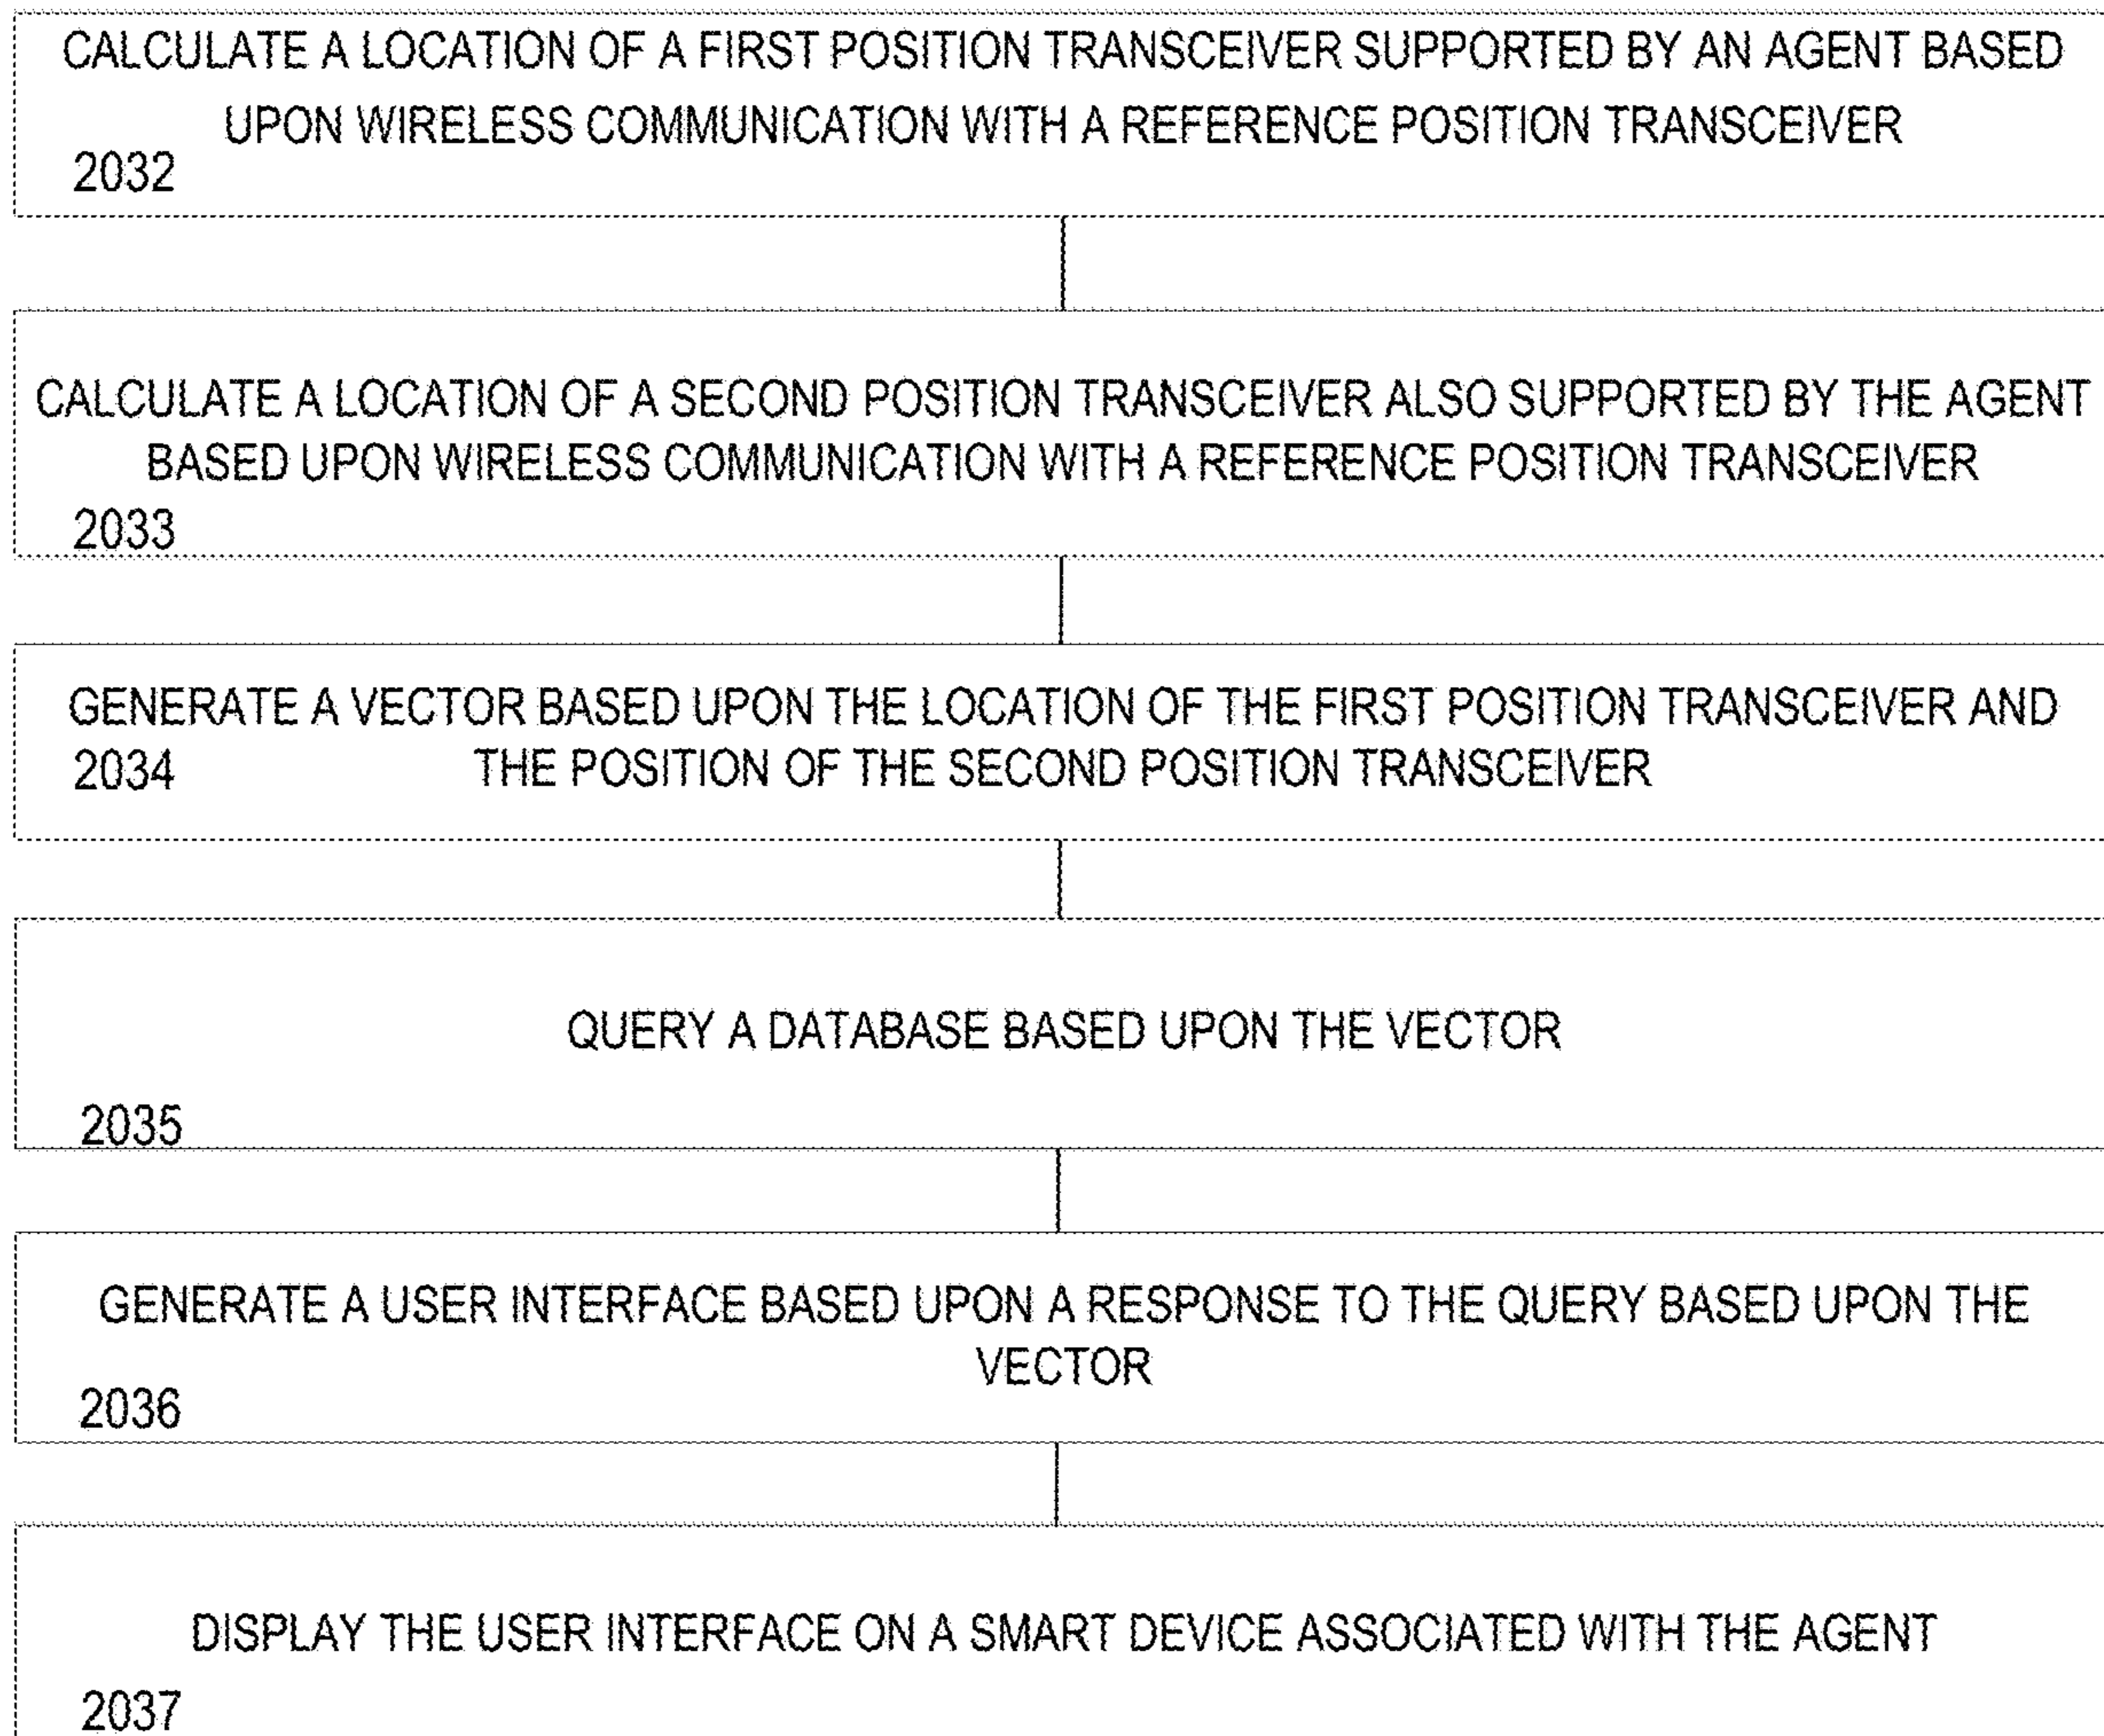 CALCULATE A LOCATION OF A FIRST POSITION TRANSCEIVER SUPPORTED BY AN AGENT BASED
UPON WIRELESS COMMUNICATION WITH A REFERENCE POSITION TRANSCEIVER
2032
CALCULATE A LOCATION OF A SECOND POSITION TRANSCEIVER ALSO SUPPORTED BY THE AGENT
BASED UPON WIRELESS COMMUNICATION WITH A REFERENCE POSITION TRANSCEIVER
2033
GENERATE A VECTOR BASED UPON THE LOCATION OF THE FIRST POSITION TRANSCEIVER AND
2034 THE POSITION OF THE SECOND POSITION TRANSCEIVER
QUERY A DATABASE BASED UPON THE VECTOR
2035
GENERATE A USER INTERFACE BASED UPON A RESPONSE TO THE QUERY BASED UPON THE
VECTOR
2036
DISPLAY THE USER INTERFACE ON A SMART DEVICE ASSOCIATED WITH THE AGENT
2037